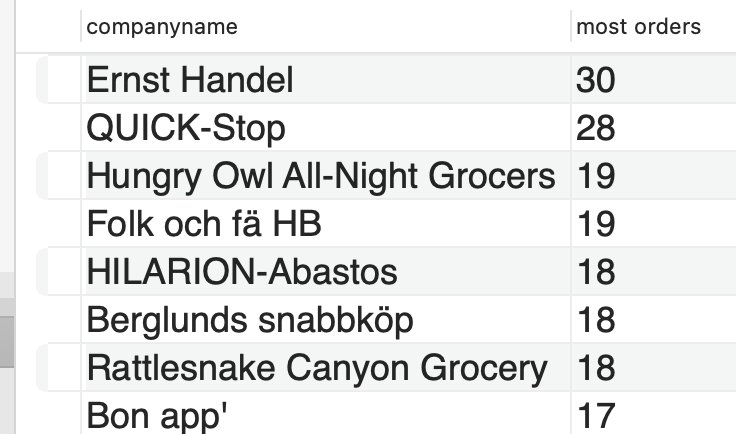 companyname most orders
Ernst Handel 30
QUICK-Stop 28
Hungry Owl All-Night Grocers 19
Folk och fä HB 19
HILARION-Abastos 18
Berglunds snabbköp 18
Rattlesnake Canyon Grocery 18
Bon app' 17